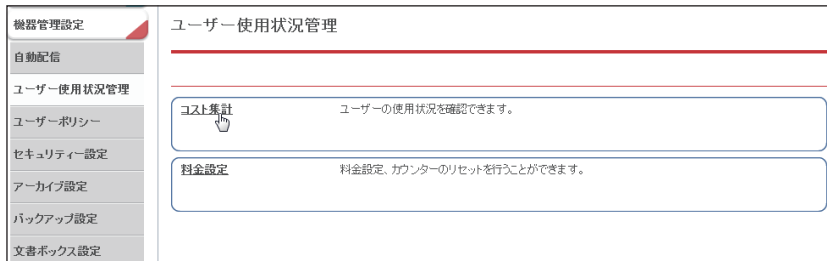 機器管理設定
自動配信
ユーザー使用状況管理
ユーザーポリシー
セキュリティー設定
アーカイブ設定
バックアップ設定
文書ボックス設定
ユーザー使用状況管理
コスト集計 ユーザーの使用状況を確認できます。
料金設定 料金設定、カウンターのリセットを行うことができます。